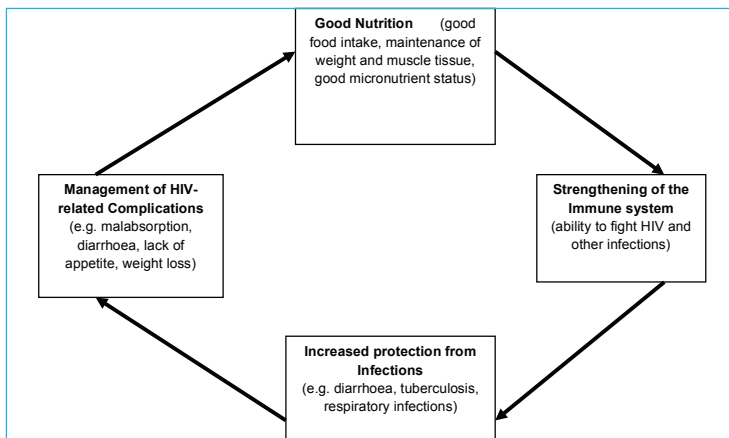 Good Nutrition (good
food intake, maintenance of
weight and muscle tissue,
good micronutrient status)
Management of HIV-
related Complications
(e.g. malabsorption,
diarrhoea, lack of
appetite, weight loss)
Strengthening of the
Immune system
(ability to fight HIV and
other infections)
Increased protection from
Infections
(e.g. diarrhoea, tuberculosis,
respiratory infections)